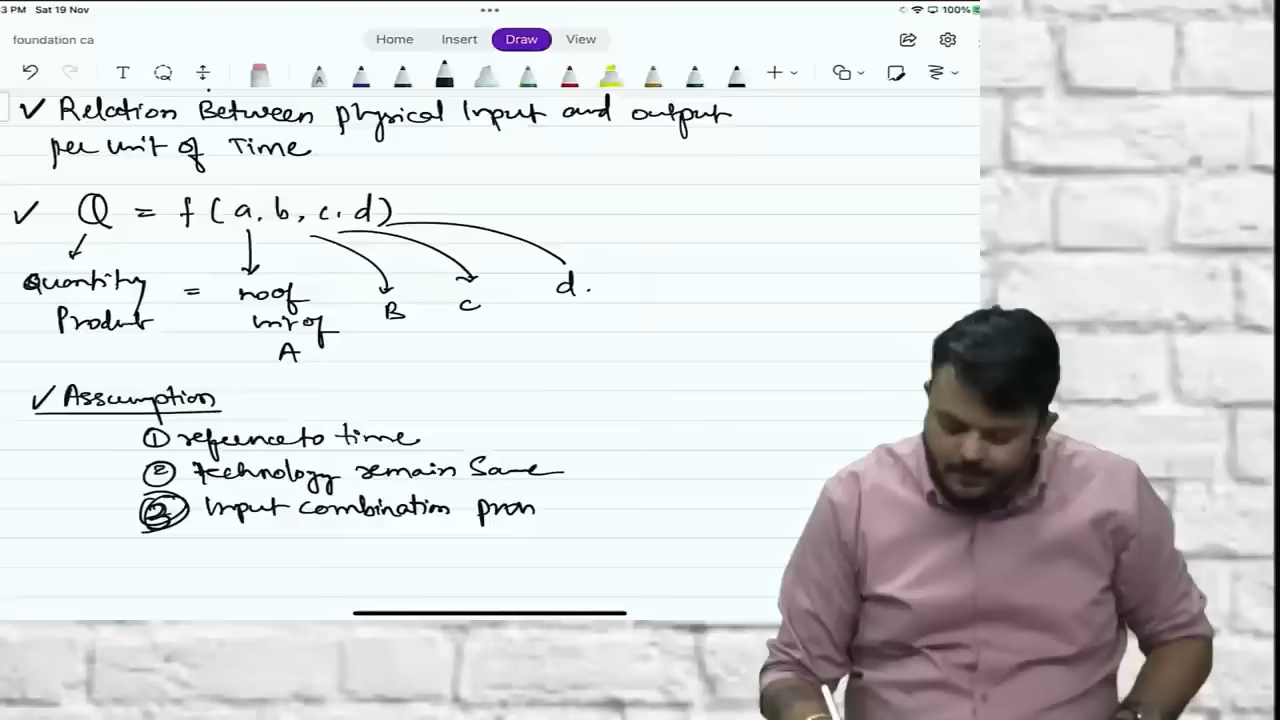 3 PM Sat 19 Nov
100%
foundation ca
Home Insert Draw View
T
A
✓ Relation Between physical Input and output
per unit of Time
✓ Q = f (a, b, c, d)
Quantity = no of B C d.
Product unit of
A
✓ Assumption
① refernce to time
② technology remain Same
③ Input combination